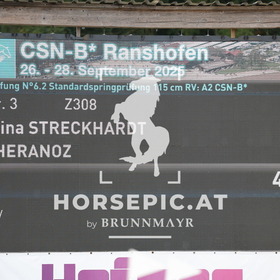 CSN-B* Ranshofen
26. - 28. September 2025
fung N°6.2 Standardspringprüfung 115 cm RV: A2 CSN-B*
r. 3 Z308
ina STRECKHARDT
HERANOZ
4
HORSEPIC.AT
by BRUNNMAYR